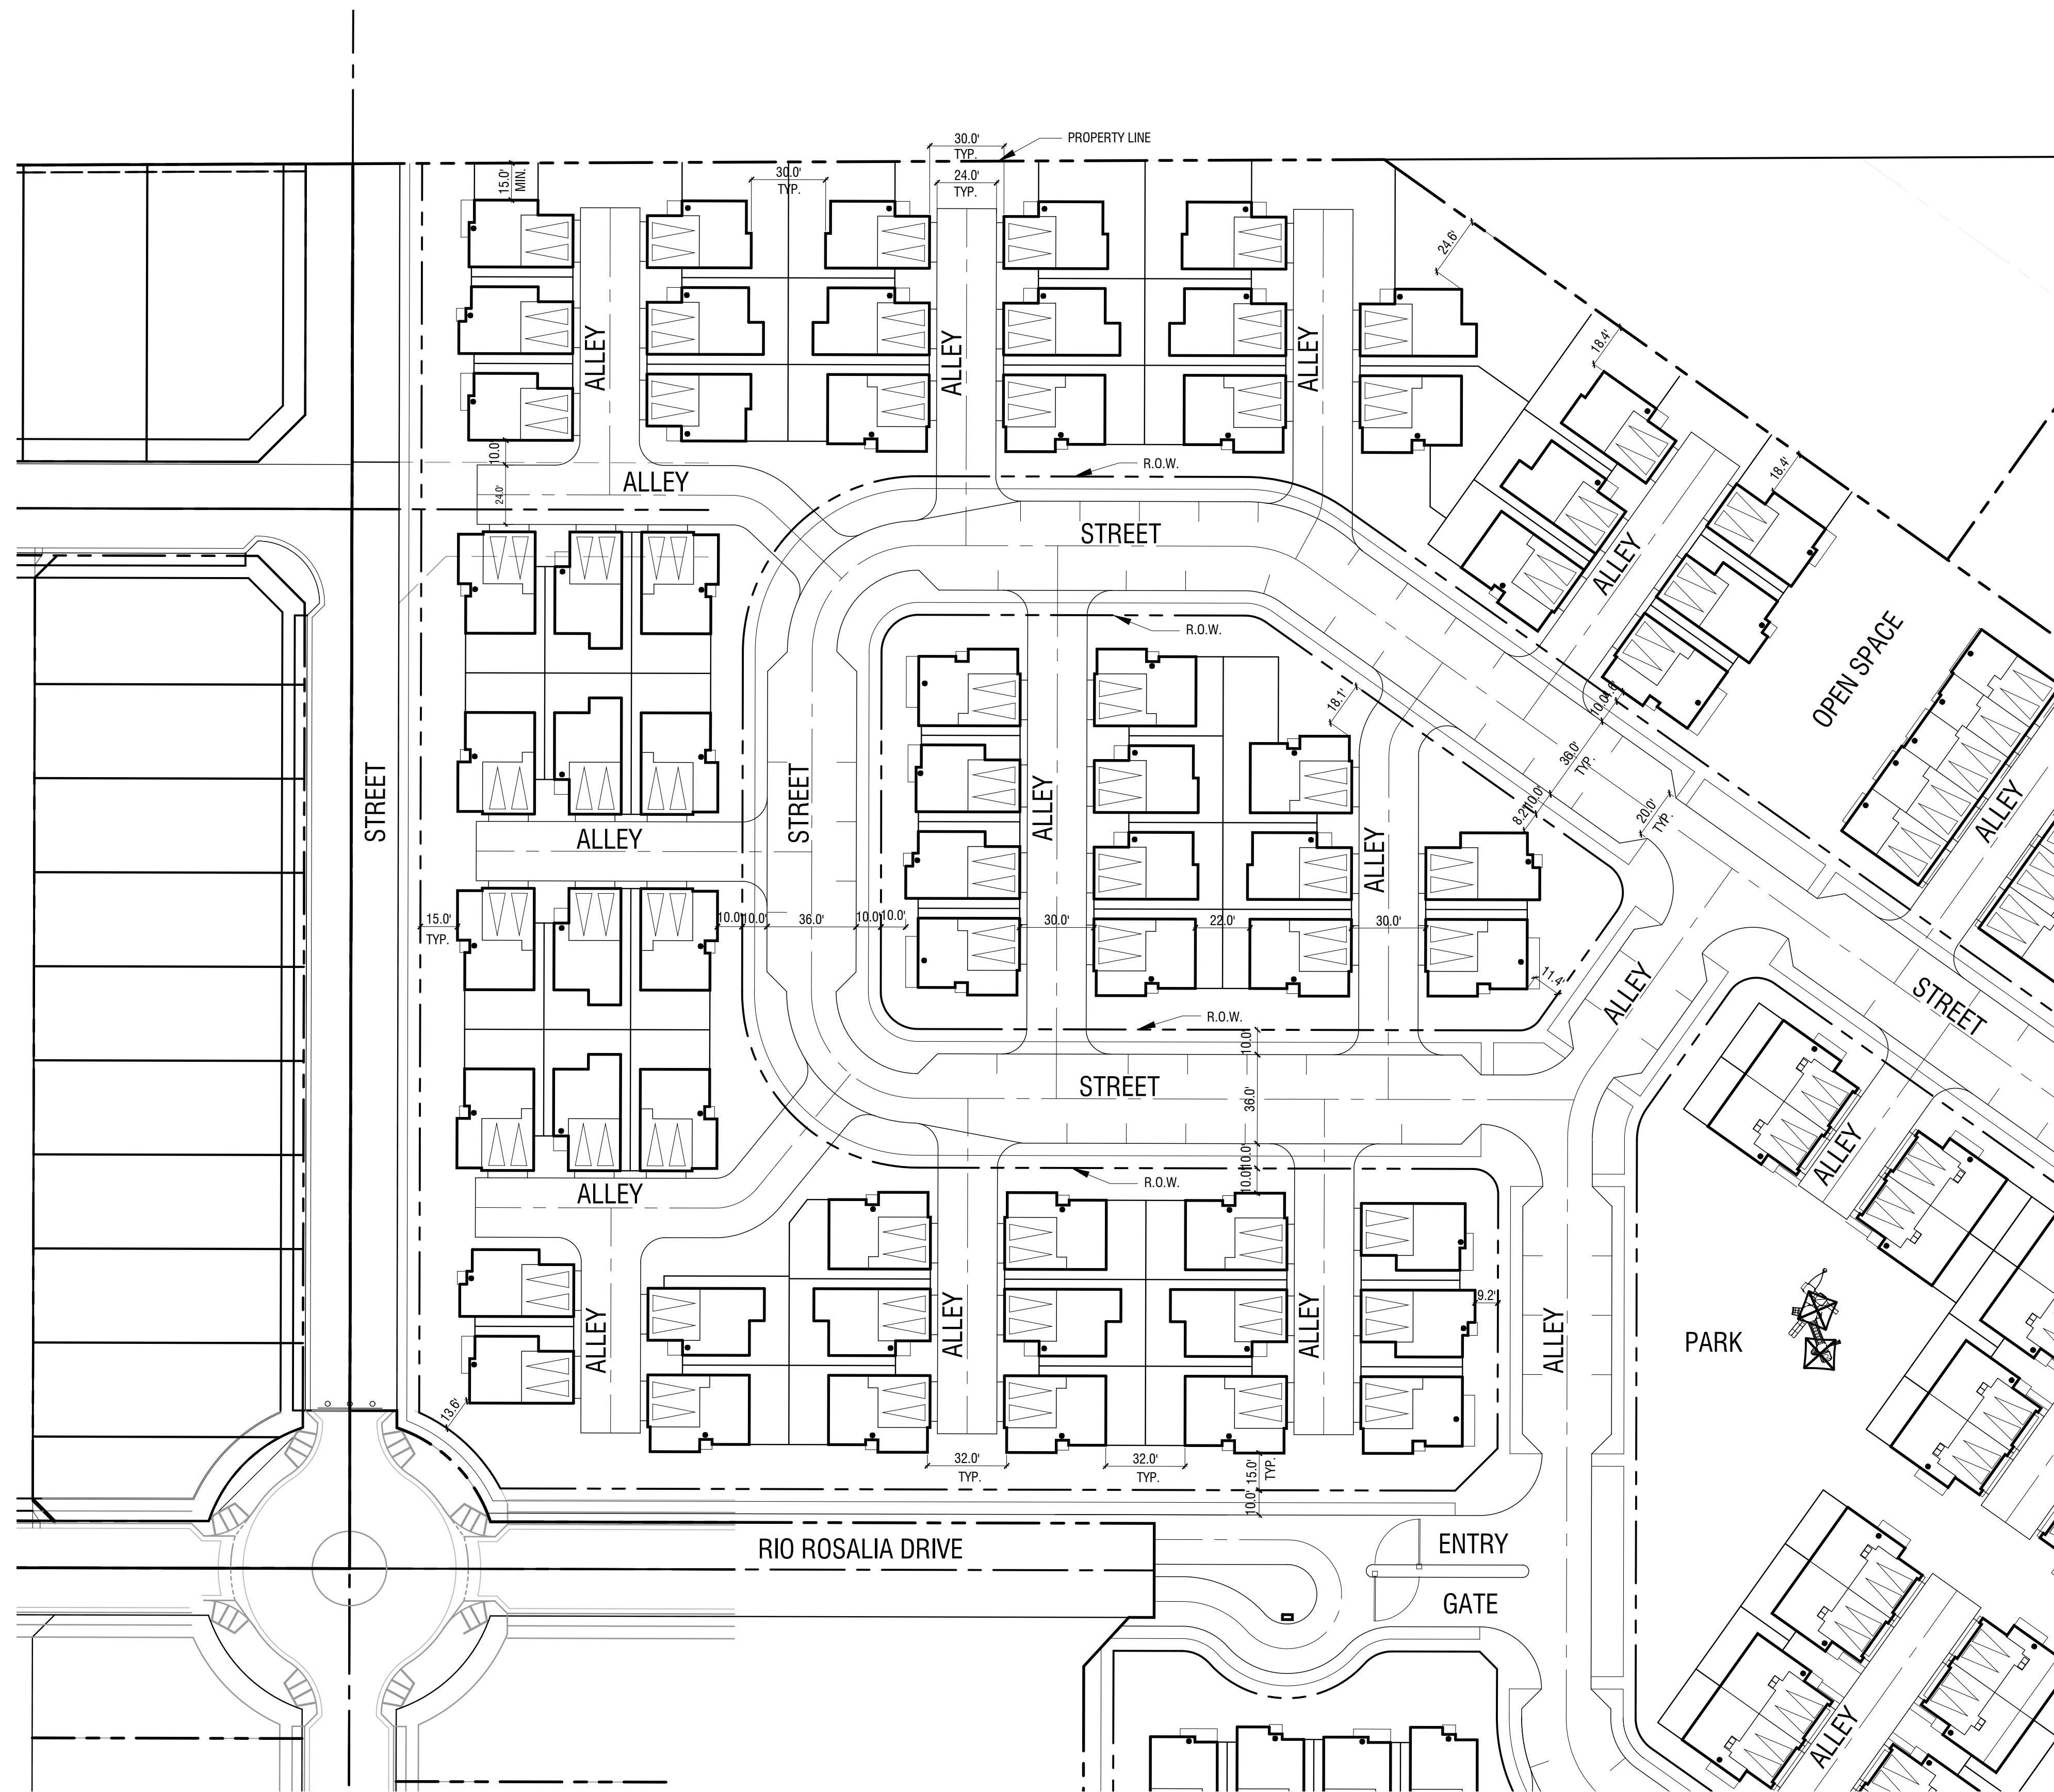 30.0'
TYP.
PROPERTY LINE
15.0'
MIN.
30.0'
TYP.
24.0'
TYP.
24.6'
18.4'
ALLEY
ALLEY
ALLEY
10.0'
24.0'
ALLEY
R.O.W.
18.4'
STREET
ALLEY
R.O.W.
OPEN SPACE
18.1'
10.0'
36.0'
TYP.
STREET
STREET
ALLEY
ALLEY
ALLEY
8.2'
10.0'
20.0'
TYP.
ALLEY
15.0'
TYP.
10.0'
10.0'
36.0'
10.0'
10.0'
30.0'
22.0'
30.0'
11.4'
ALLEY
STREET
R.O.W.
10.0'
STREET
36.0'
ALLEY
10.0'
10.0'
R.O.W.
ALLEY
ALLEY
ALLEY
ALLEY
9.2'
ALLEY
PARK
13.6'
32.0'
TYP.
32.0'
TYP.
15.0'
TYP.
10.0'
RIO ROSALIA DRIVE
ENTRY
GATE
ALLEY